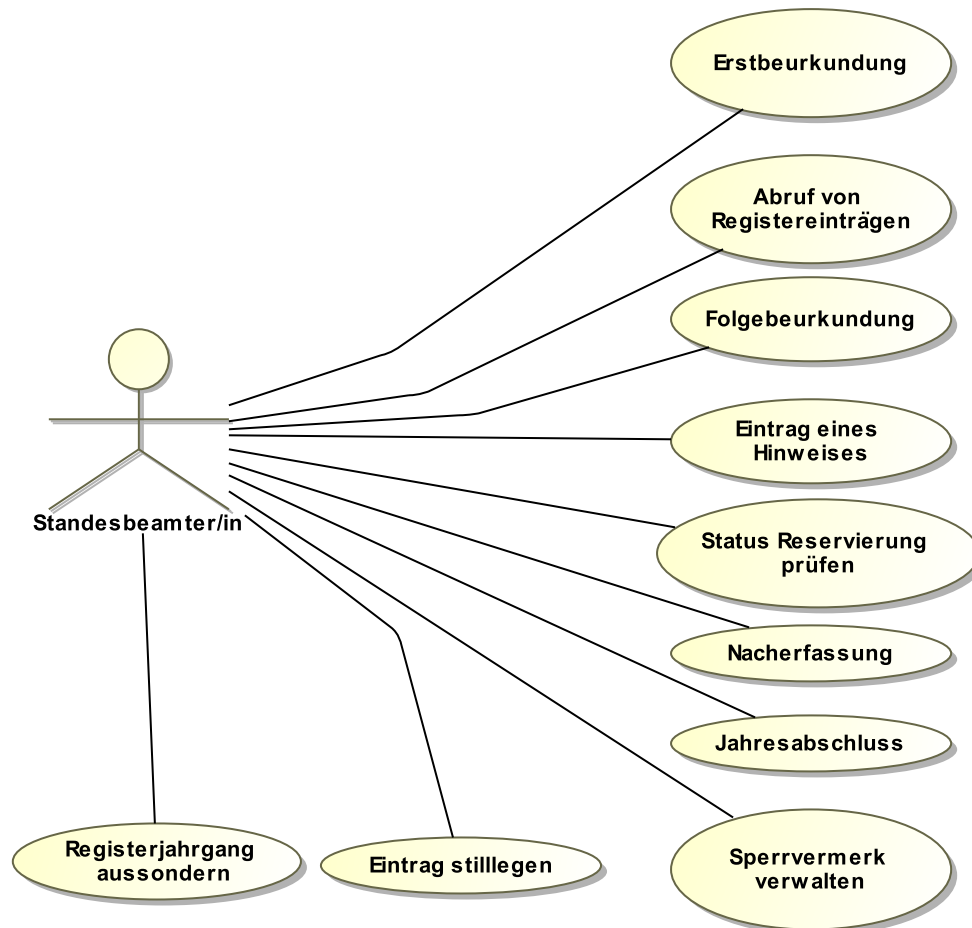 Erstbeurkundung
Abruf von
Registereinträgen
Folgebeurkundung
Eintrag eines
Hinweises
Standesbeamter/in
Status Reservierung
prüfen
Nacherfassung
Jahresabschluss
Registerjahrgang
aussondern
Eintrag stilllegen
Sperrvermerk
verwalten